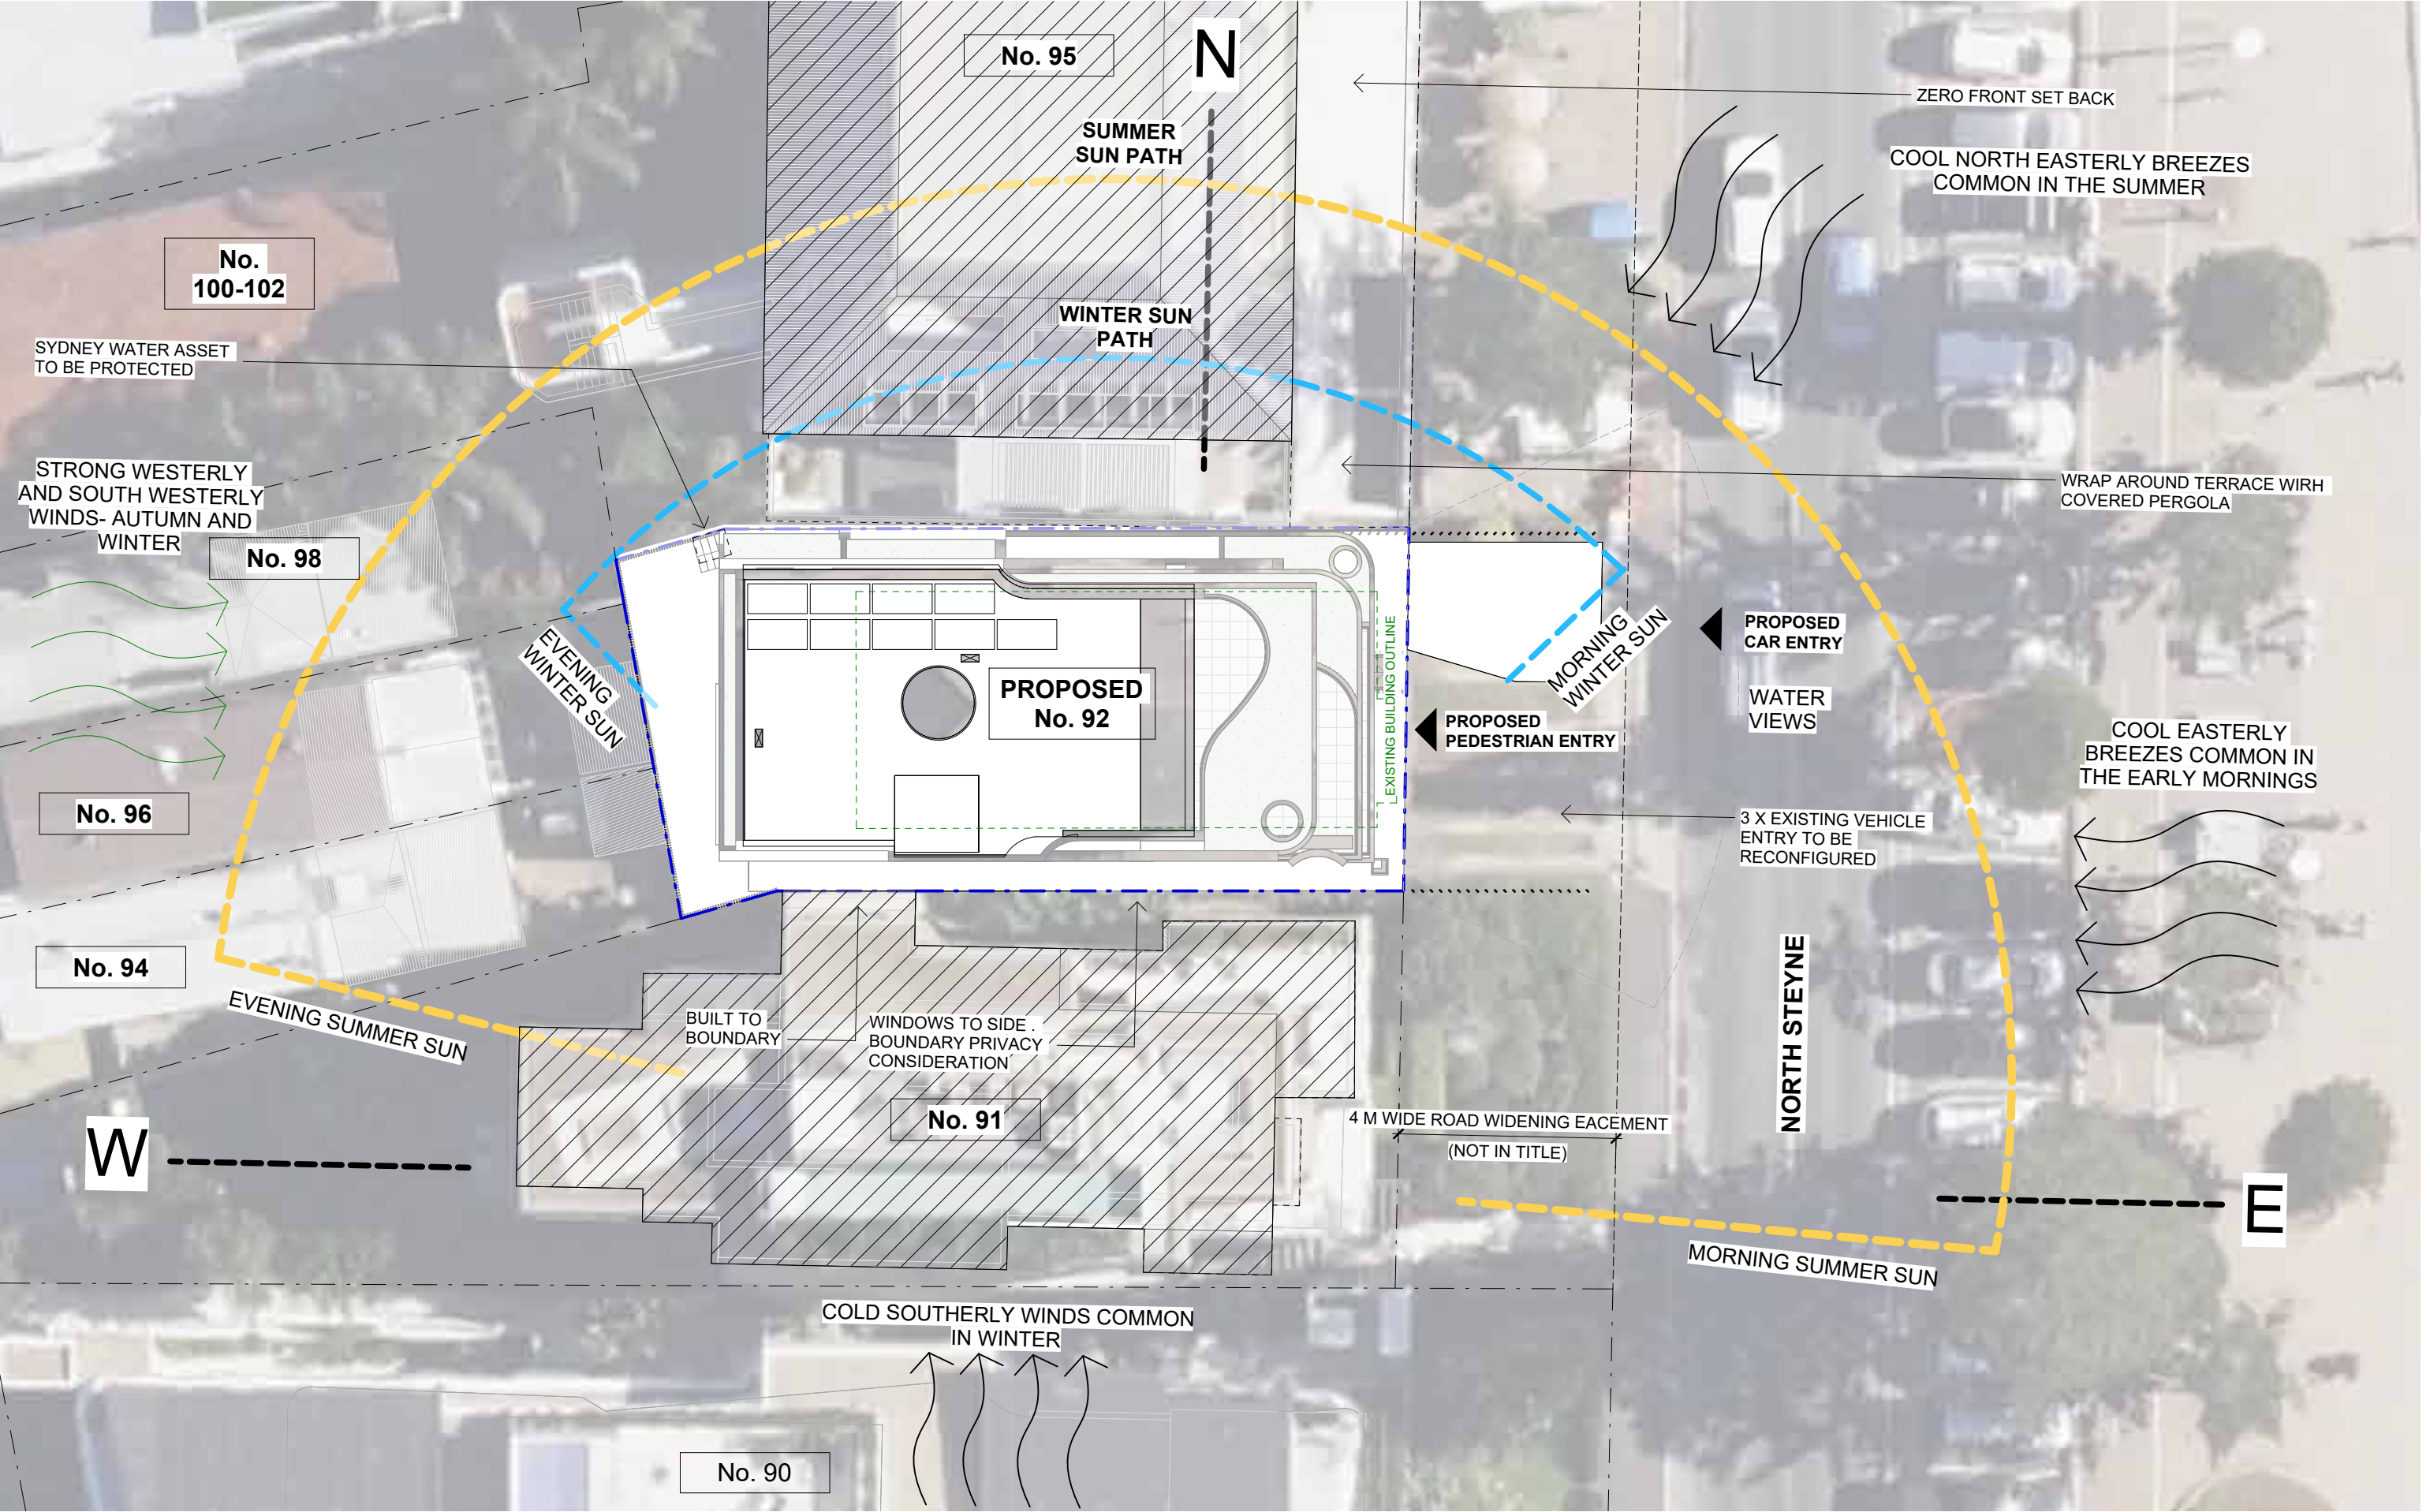 No. 95
N
ZERO FRONT SET BACK
SUMMER
SUN PATH
COOL NORTH EASTERLY BREEZES
COMMON IN THE SUMMER
No.
100-102
WINTER SUN
PATH
SYDNEY WATER ASSET
TO BE PROTECTED
STRONG WESTERLY
AND SOUTH WESTERLY
WINDS- AUTUMN AND
WINTER
WRAP AROUND TERRACE WIRH
COVERED PERGOLA
No. 98
EVENING
WINTER SUN
PROPOSED
No. 92
EXISTING BUILDING OUTLINE
MORNING
WINTER SUN
PROPOSED
CAR ENTRY
PROPOSED
PEDESTRIAN ENTRY
WATER
VIEWS
COOL EASTERLY
BREEZES COMMON IN
THE EARLY MORNINGS
No. 96
3 X EXISTING VEHICLE
ENTRY TO BE
RECONFIGURED
No. 94
EVENING SUMMER SUN
BUILT TO
BOUNDARY
WINDOWS TO SIDE .
BOUNDARY PRIVACY
CONSIDERATION
NORTH STEYNE
No. 91
4 M WIDE ROAD WIDENING EACEMENT
(NOT IN TITLE)
W
E
MORNING SUMMER SUN
COLD SOUTHERLY WINDS COMMON
IN WINTER
No. 90